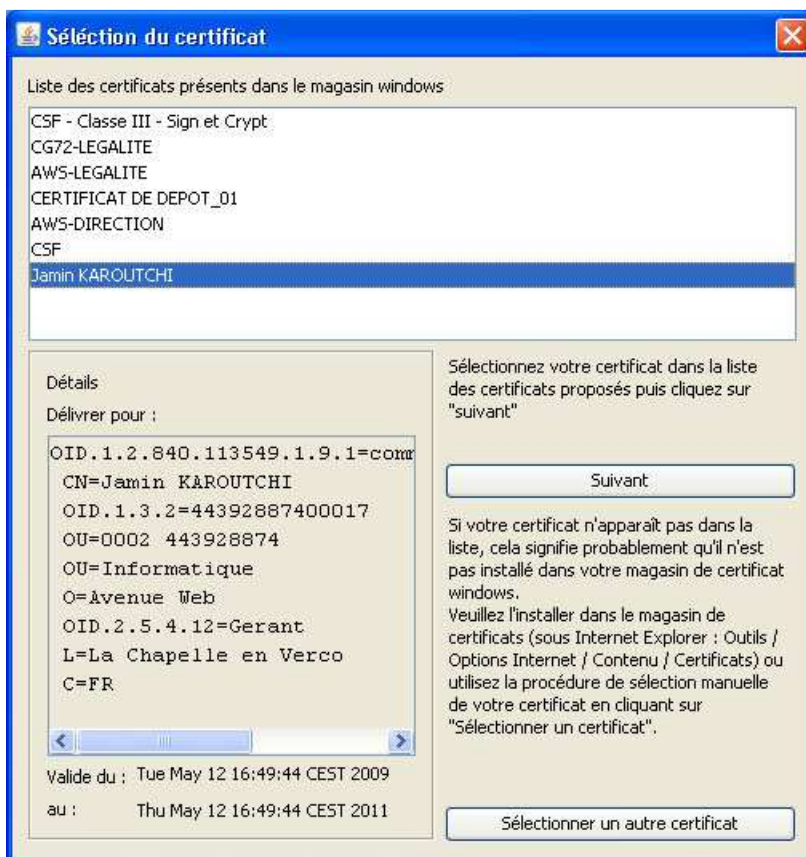 Séléction du certificat
Liste des certificats présents dans le magasin windows
CSF - Classe III - Sign et Crypt
CG72-LEGALITE
AWS-LEGALITE
CERTIFICAT DE DEPOT_01
AWS-DIRECTION
CSF
Jamin KAROUTCHI
Détails
Délivrer pour :
OID.1.2.840.113549.1.9.1=comm
CN=Jamin KAROUTCHI
OID.1.3.2=44392887400017
OU=0002 443928874
OU=Informatique
O=Avenue Web
OID.2.5.4.12=Gerant
L=La Chapelle en Verco
C=FR
Valide du : Tue May 12 16:49:44 CEST 2009
au : Thu May 12 16:49:44 CEST 2011
Sélectionnez votre certificat dans la liste
des certificats proposés puis cliquez sur
"suivant"
Suivant
Si votre certificat n'apparaît pas dans la
liste, cela signifie probablement qu'il n'est
pas installé dans votre magasin de certificat
windows.
Veuillez l'installer dans le magasin de
certificats (sous Internet Explorer : Outils /
Options Internet / Contenu / Certificats) ou
utilisez la procédure de sélection manuelle
de votre certificat en cliquant sur
"Sélectionner un certificat".
Sélectionner un autre certificat